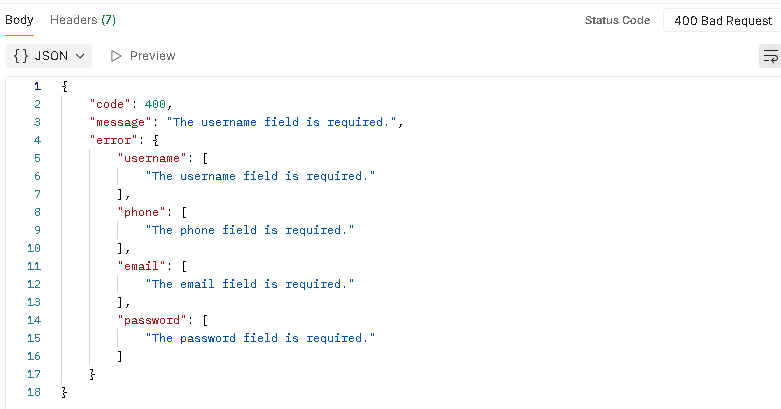 Body Headers (7) Status Code 400 Bad Request
{} JSON Preview
1 {
2 "code": 400,
3 "message": "The username field is required.",
4 "error": {
5 "username": [
6 "The username field is required."
7 ],
8 "phone": [
9 "The phone field is required."
10 ],
11 "email": [
12 "The email field is required."
13 ],
14 "password": [
15 "The password field is required."
16 ]
17 }
18 }